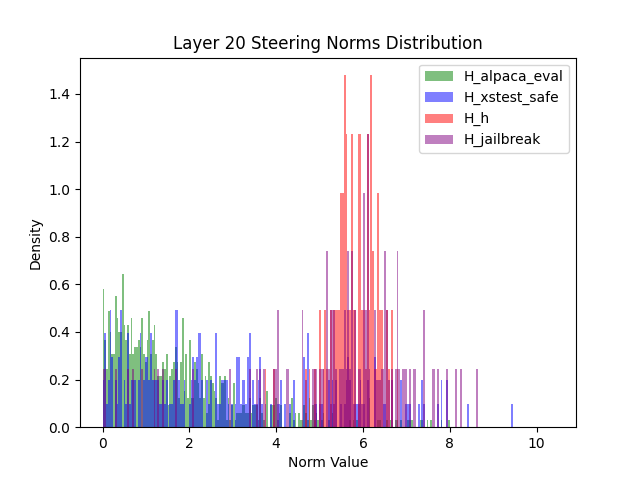 Layer 20 Steering Norms Distribution
H_alpaca_eval
H_xstest_safe
H_h
H_jailbreak
Density
1.4
1.2
1.0
0.8
0.6
0.4
0.2
0.0
0 2 4 6 8 10
Norm Value